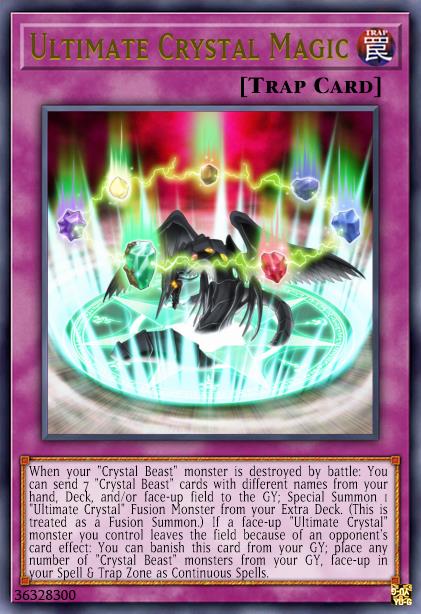 Ultimate Crystal Magic
TRAP
罠
[Trap Card]
When your "Crystal Beast" monster is destroyed by battle: You
can send 7 "Crystal Beast" cards with different names from your
hand, Deck, and/or face-up field to the GY; Special Summon 1
"Ultimate Crystal" Fusion Monster from your Extra Deck. (This is
treated as a Fusion Summon.) If a face-up "Ultimate Crystal"
monster you control leaves the field because of an opponent's
card effect: You can banish this card from your GY; place any
number of "Crystal Beast" monsters from your GY, face-up in
your Spell & Trap Zone as Continuous Spells.
36328300